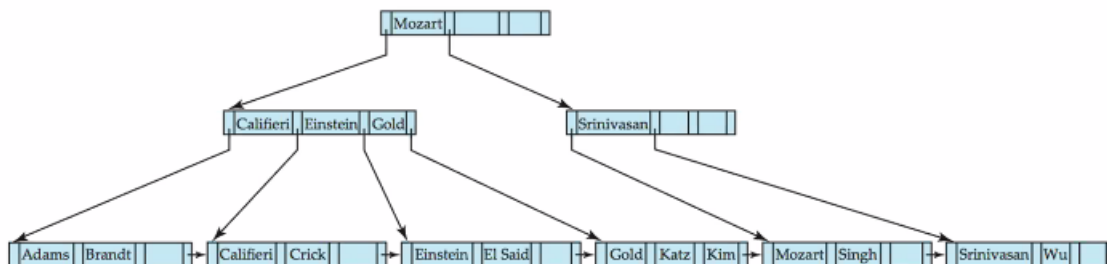 Mozart
Califieri Einstein Gold
Srinivasan
Adams Brandt
Califieri Crick
Einstein El Said
Gold Katz Kim
Mozart Singh
Srinivasan Wu